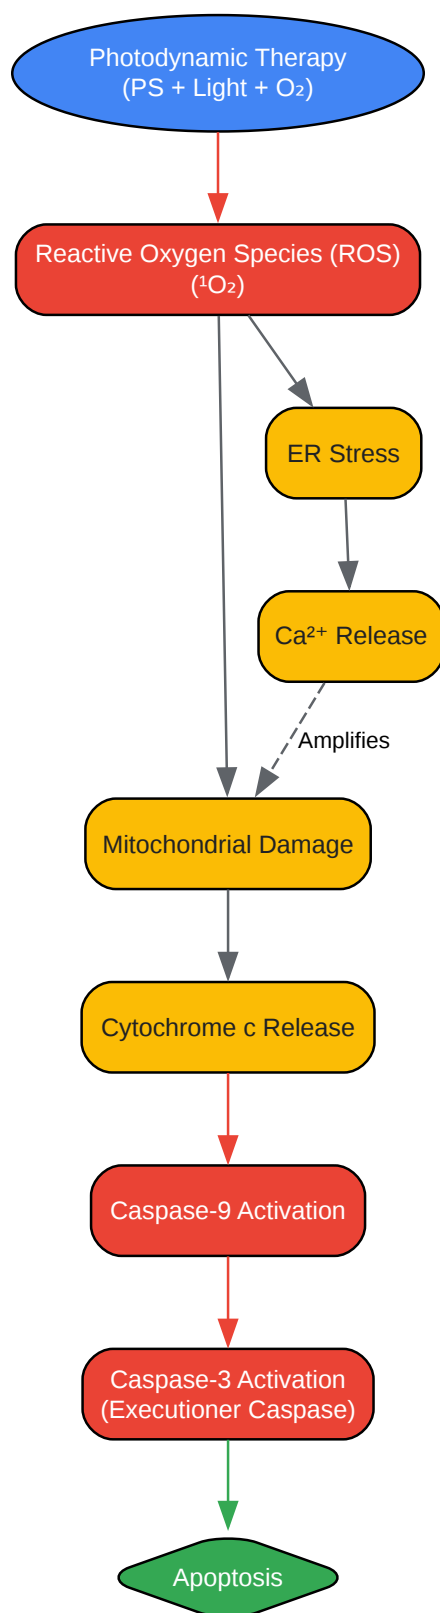 Photodynamic Therapy
(PS + Light + O₂)
Reactive Oxygen Species (ROS)
(¹O₂)
ER Stress
Ca²⁺ Release
Amplifies
Mitochondrial Damage
Cytochrome c Release
Caspase-9 Activation
Caspase-3 Activation
(Executioner Caspase)
Apoptosis